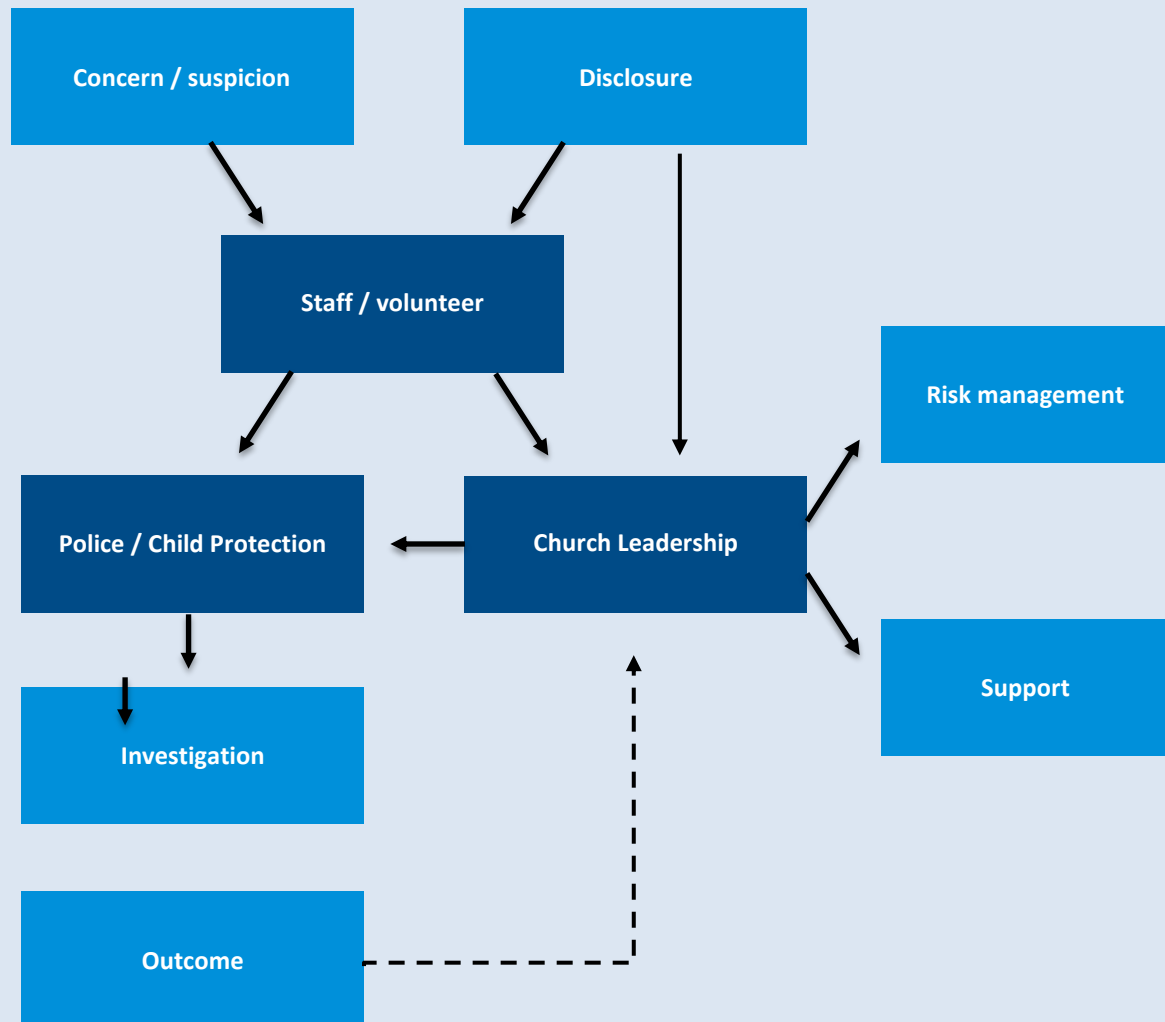 Concern / suspicion
Disclosure
Staff / volunteer
Risk management
Police / Child Protection
Church Leadership
Support
Investigation
Outcome